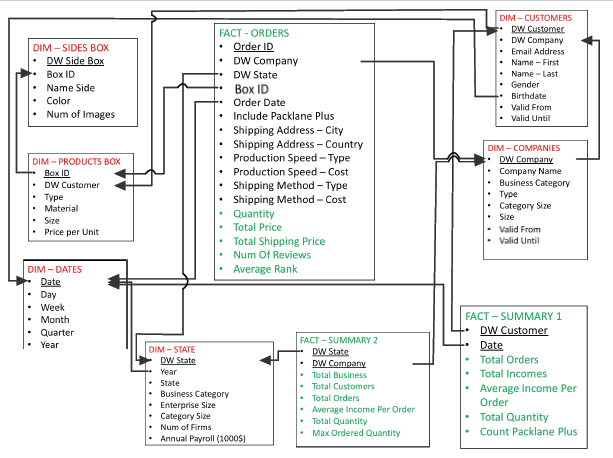 DIM – SIDES BOX
• DW Side Box
• Box ID
• Name Side
• Color
• Num of Images
DIM – PRODUCTS BOX
• Box ID
• DW Customer
• Type
• Material
• Size
• Price per Unit
DIM – DATES
• Date
• Day
• Week
• Month
• Quarter
• Year
FACT - ORDERS
• Order ID
• DW Company
• DW State
• Box ID
• Order Date
• Include Packlane Plus
• Shipping Address – City
• Shipping Address – Country
• Production Speed – Type
• Production Speed – Cost
• Shipping Method – Type
• Shipping Method – Cost
• Quantity
• Total Price
• Total Shipping Price
• Num Of Reviews
• Average Rank
DIM – STATE
• DW State
• Year
• State
• Business Category
• Enterprise Size
• Category Size
• Num of Firms
• Annual Payroll (1000$)
FACT – SUMMARY 2
• DW State
• DW Company
• Total Business
• Total Customers
• Total Orders
• Average Income Per Order
• Total Quantity
• Max Ordered Quantity
DIM – CUSTOMERS
• DW Customer
• DW Company
• Email Address
• Name – First
• Name – Last
• Gender
• Birthdate
• Valid From
• Valid Until
DIM – COMPANIES
• DW Company
• Company Name
• Business Category
• Type
• Category Size
• Size
• Valid From
• Valid Until
FACT – SUMMARY 1
• DW Customer
• Date
• Total Orders
• Total Incomes
• Average Income Per
Order
• Total Quantity
• Count Packlane Plus